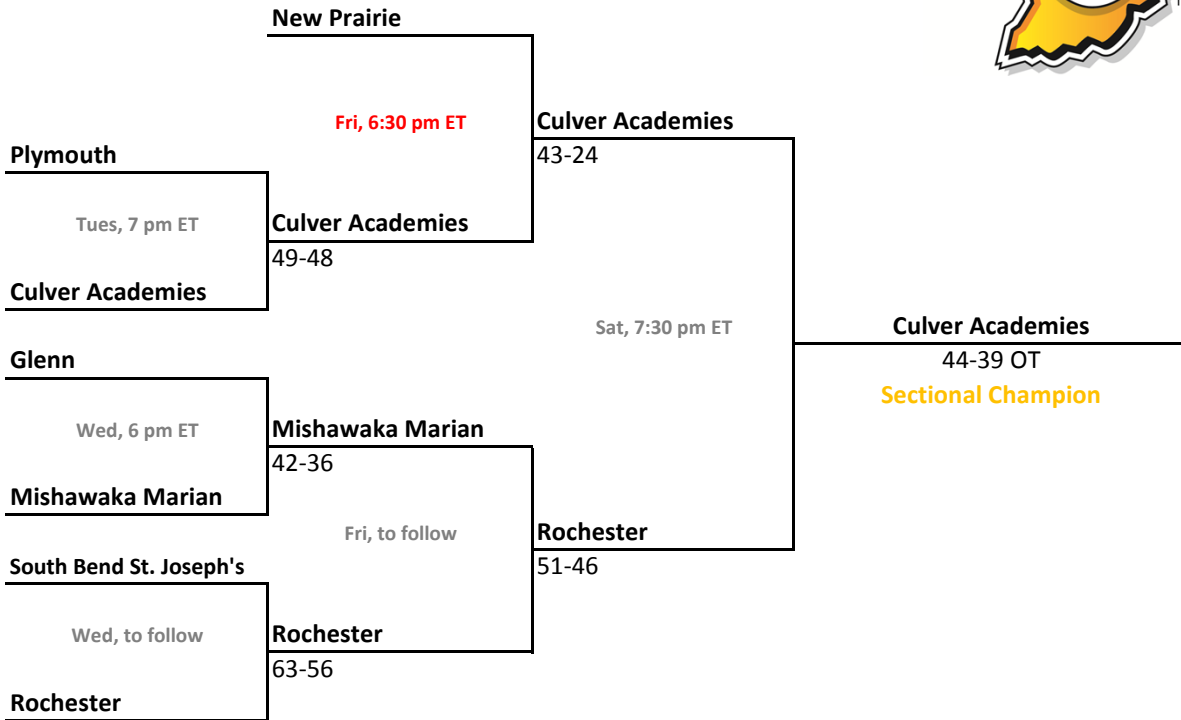 New Prairie
Fri, 6:30 pm ET
Culver Academies
43-24
Plymouth
Tues, 7 pm ET
Culver Academies
49-48
Culver Academies
Sat, 7:30 pm ET
Culver Academies
44-39 OT
Sectional Champion
Glenn
Wed, 6 pm ET
Mishawaka Marian
42-36
Mishawaka Marian
Fri, to follow
Rochester
51-46
South Bend St. Joseph's
Wed, to follow
Rochester
63-56
Rochester